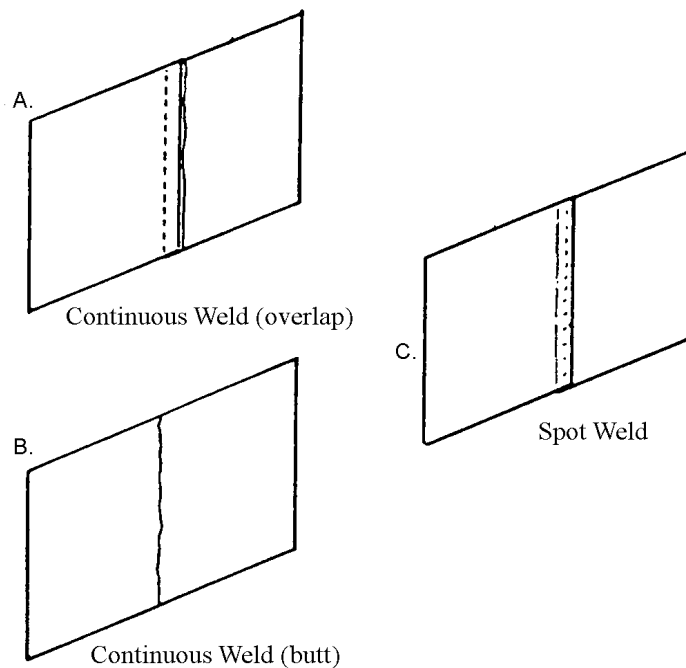 A.
Continuous Weld (overlap)
B.
Continuous Weld (butt)
C.
Spot Weld